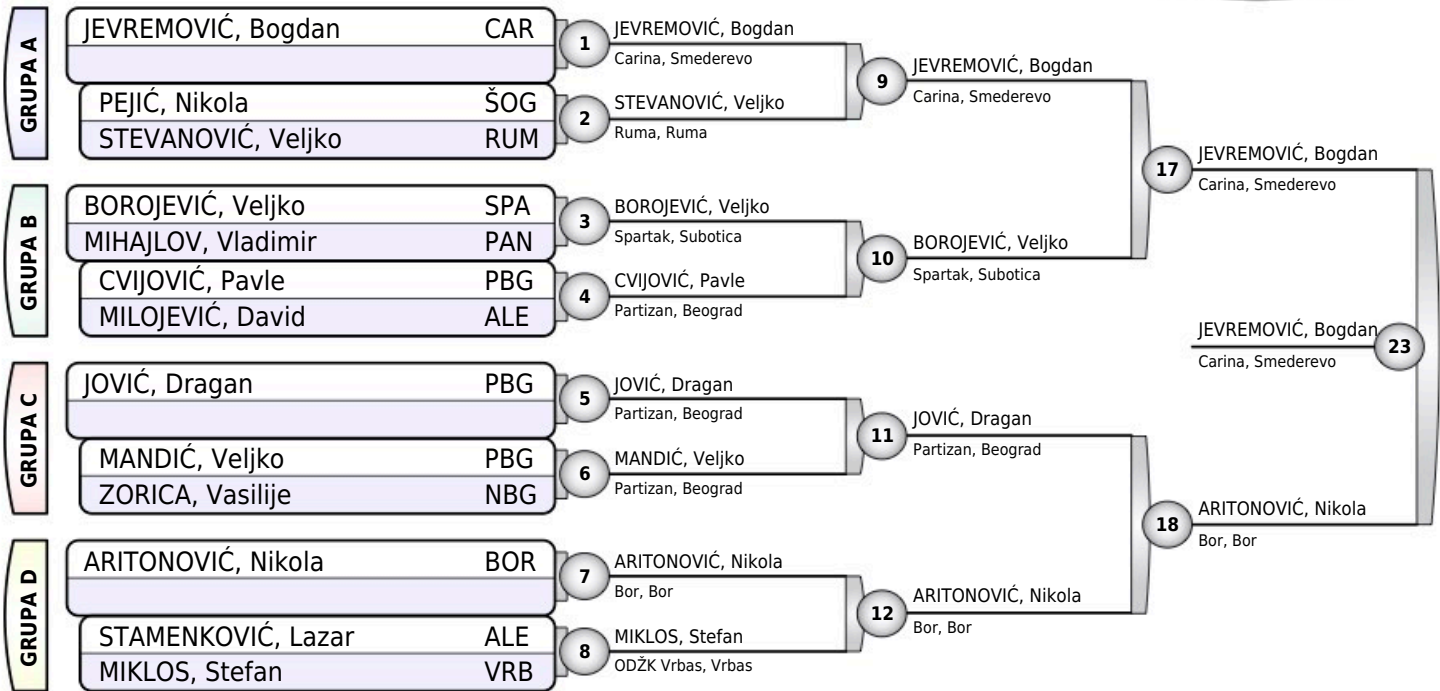 GRUPA A
JEVREMOVIĆ, Bogdan CAR
PEJIĆ, Nikola ŠOG
STEVANOVIĆ, Veljko RUM
GRUPA B
BOROJEVIĆ, Veljko SPA
MIHAJLOV, Vladimir PAN
CVIJOVIĆ, Pavle PBG
MILOJEVIĆ, David ALE
GRUPA C
JOVIĆ, Dragan PBG
MANDIĆ, Veljko PBG
ZORICA, Vasilije NBG
GRUPA D
ARITONOVIĆ, Nikola BOR
STAMENKOVIĆ, Lazar ALE
MIKLOS, Stefan VRB
1
JEVREMOVIĆ, Bogdan
Carina, Smederevo
2
STEVANOVIĆ, Veljko
Ruma, Ruma
3
BOROJEVIĆ, Veljko
Spartak, Subotica
4
CVIJOVIĆ, Pavle
Partizan, Beograd
5
JOVIĆ, Dragan
Partizan, Beograd
6
MANDIĆ, Veljko
Partizan, Beograd
7
ARITONOVIĆ, Nikola
Bor, Bor
8
MIKLOS, Stefan
ODŽK Vrbas, Vrbas
9
JEVREMOVIĆ, Bogdan
Carina, Smederevo
10
BOROJEVIĆ, Veljko
Spartak, Subotica
11
JOVIĆ, Dragan
Partizan, Beograd
12
ARITONOVIĆ, Nikola
Bor, Bor
17
JEVREMOVIĆ, Bogdan
Carina, Smederevo
18
ARITONOVIĆ, Nikola
Bor, Bor
JEVREMOVIĆ, Bogdan
Carina, Smederevo
23